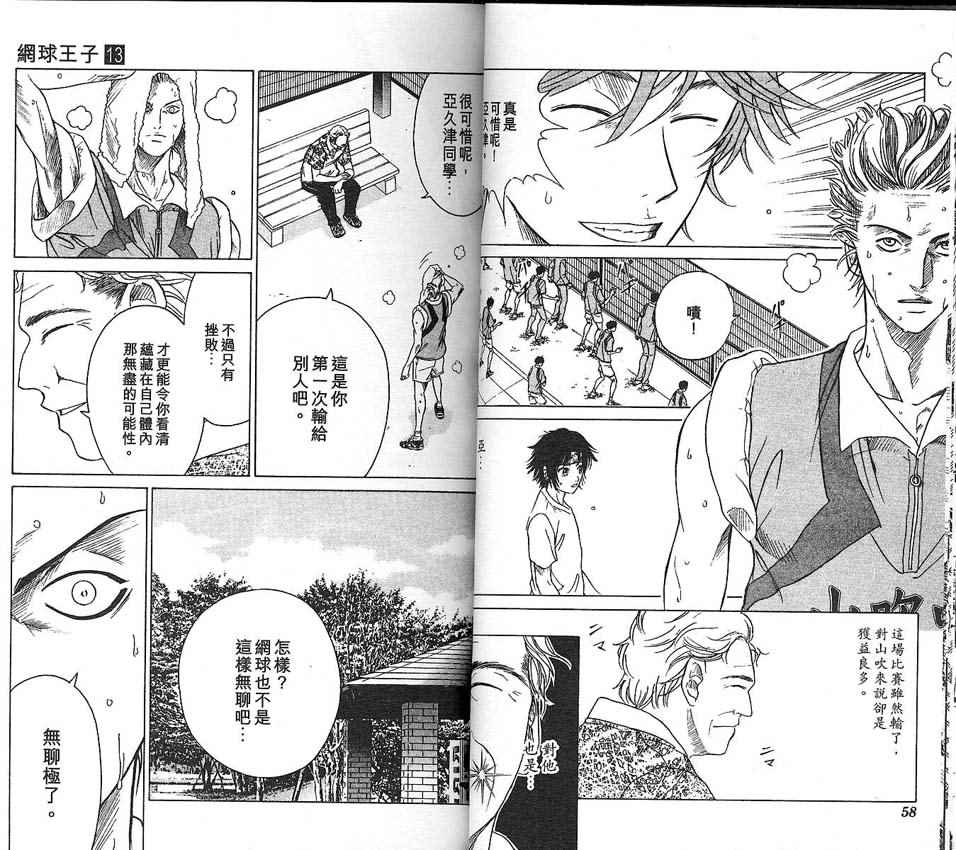 真是
可惜呢！
亞久津。
嘖！
這場比賽雖然輸了，
對山吹來說卻是
獲益良多。
對他
也是…
58
網球王子 13
很可惜呢，
亞久津同學…
這是你
第一次輸給
別人吧。
不過只有
挫敗…
才更能令你看清
蘊藏在自己體內
那無盡的可能性。
怎樣？
網球也不是
這樣無聊吧…
無聊極了。